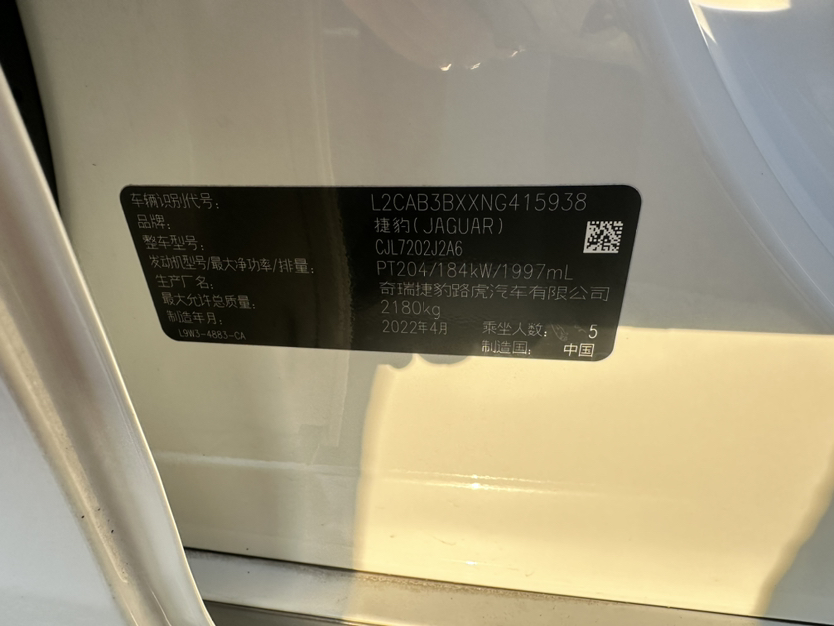 车辆识别代号: L2CAB3BXXNG415938
品牌: 捷豹(JAGUAR)
整车型号: CJL7202J2A6
发动机型号/最大净功率/排量: PT204/184kW/1997mL
生产厂名: 奇瑞捷豹路虎汽车有限公司
最大允许总质量: 2180kg
制造年月: 2022年4月 乘坐人数: 5
L9W3-4883-CA 制造国: 中国